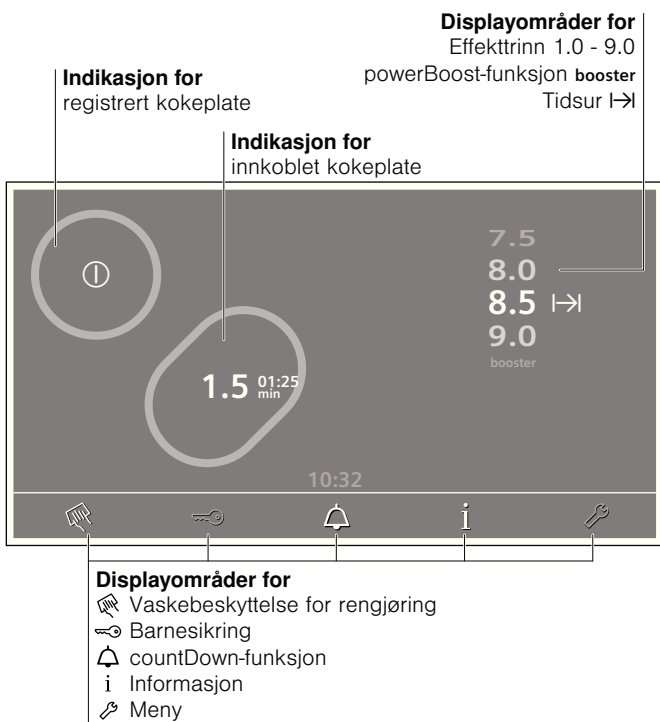 Displayområder for
Effekttrinn 1.0 - 9.0
powerBoost-funksjon booster
Tidsur
Indikasjon for
registrert kokeplate
Indikasjon for
innkoblet kokeplate
7.5
8.0
8.5
9.0
booster
1.5 01:25
min
10:32
i
Displayområder for
Vaskebeskyttelse for rengjøring
Barnesikring
countDown-funksjon
i Informasjon
Meny